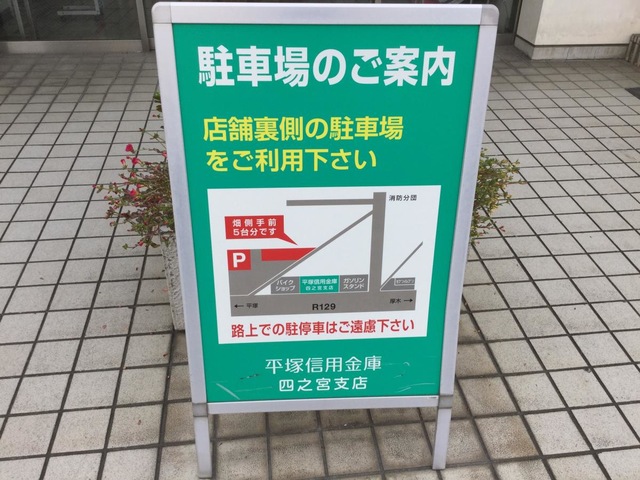 駐車場のご案内
店舗裏側の駐車場
をご利用下さい
消防分団
畑側手前
5台分です
P
バイク
ショップ
平塚信用金庫
四之宮支店
ガソリン
スタンド
←平塚
R129
厚木→
路上での駐停車はご遠慮下さい
平塚信用金庫
四之宮支店